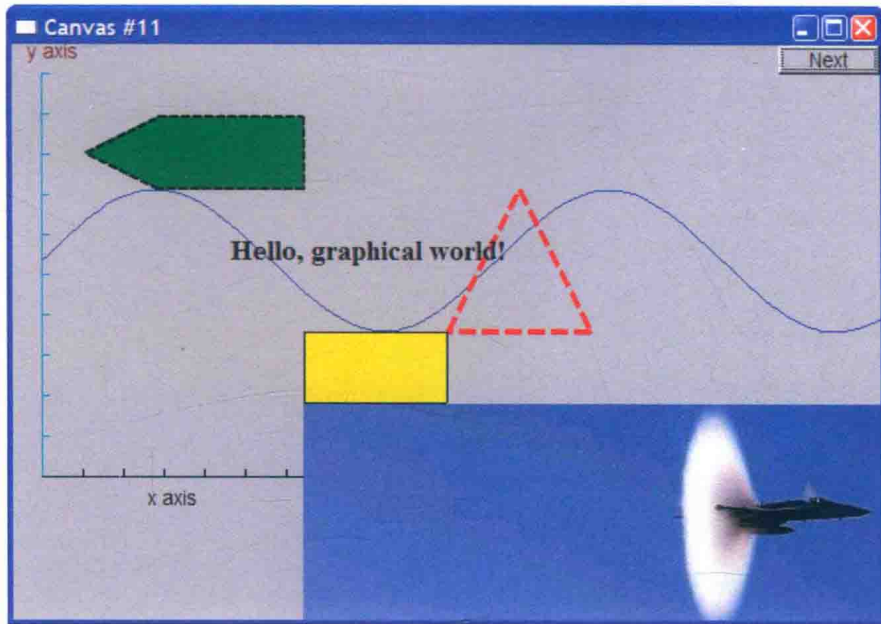 Canvas #11
y axis
Next
Hello, graphical world!
x axis